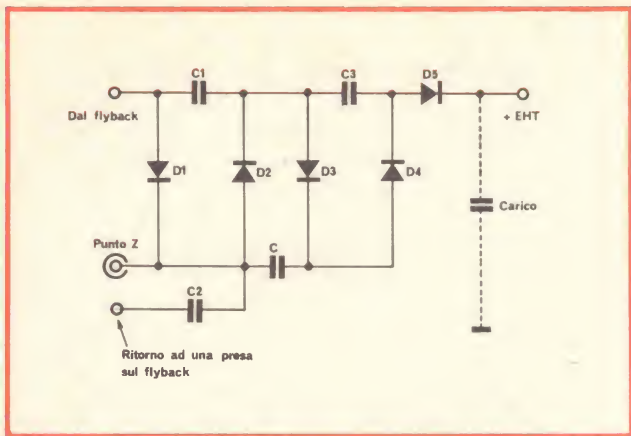 C1
C3
D5
Dal flyback
+ EHT
D1
D2
D3
D4
Carico
Punto Z
C
C2
Ritorno ad una presa
sul flyback